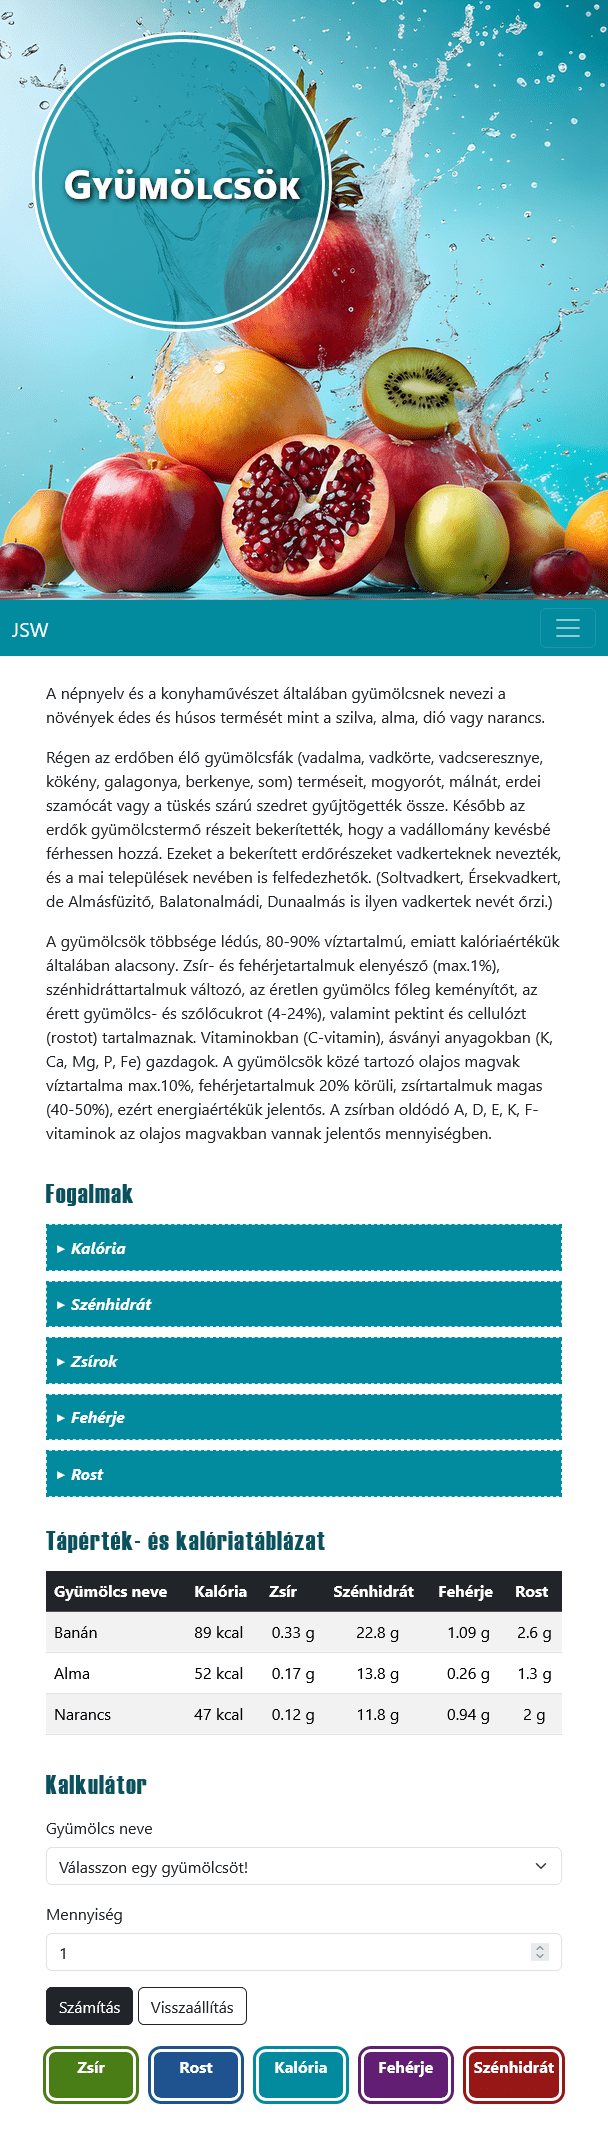 Gyümölcsök
JSW
A népnyelv és a konyhaművészet általában gyümölcsnek nevezi a
növények édes és húsos termését mint a szilva, alma, dió vagy narancs.
Régen az erdőben élő gyümölcsfák (vadalma, vadkörte, vadcseresznye,
kökény, galagonya, berkenye, som) terméseit, mogyorót, málnát, erdei
szamócát vagy a tüskés szárú szedret gyűjtögették össze. Később az
erdők gyümölcstermő részeit bekerítették, hogy a vadállomány kevésbé
férhessen hozzá. Ezeket a bekerített erdőrészeket vadkerteknek nevezték,
és a mai települések nevében is felfedezhetők. (Soltvadkert, Érsekvadkert,
de Almásfüzitő, Balatonalmádi, Dunaalmás is ilyen vadkertek nevét őrzi.)
A gyümölcsök többsége lédús, 80-90% víztartalmú, emiatt kalóriaértékük
általában alacsony. Zsír- és fehérjetartalmuk elenyésző (max.1%),
szénhidráttartalmuk változó, az éretlen gyümölcs főleg keményítőt, az
érett gyümölcs- és szőlőcukrot (4-24%), valamint pektint és cellulózt
(rostot) tartalmaznak. Vitaminokban (C-vitamin), ásványi anyagokban (K,
Ca, Mg, P, Fe) gazdagok. A gyümölcsök közé tartozó olajos magvak
víztartalma max.10%, fehérjetartalmuk 20% körüli, zsírtartalmuk magas
(40-50%), ezért energiaértékük jelentős. A zsírban oldódó A, D, E, K, F-
vitaminok az olajos magvakban vannak jelentős mennyiségben.
Fogalmak
▸ Kalória
▸ Szénhidrát
▸ Zsírok
▸ Fehérje
▸ Rost
Tápérték- és kalóriatáblázat
Gyümölcs neve Kalória Zsír Szénhidrát Fehérje Rost
Banán 89 kcal 0.33 g 22.8 g 1.09 g 2.6 g
Alma 52 kcal 0.17 g 13.8 g 0.26 g 1.3 g
Narancs 47 kcal 0.12 g 11.8 g 0.94 g 2 g
Kalkulátor
Gyümölcs neve
Válasszon egy gyümölcsöt!
Mennyiség
1
Számítás Visszaállítás
Zsír Rost Kalória Fehérje Szénhidrát